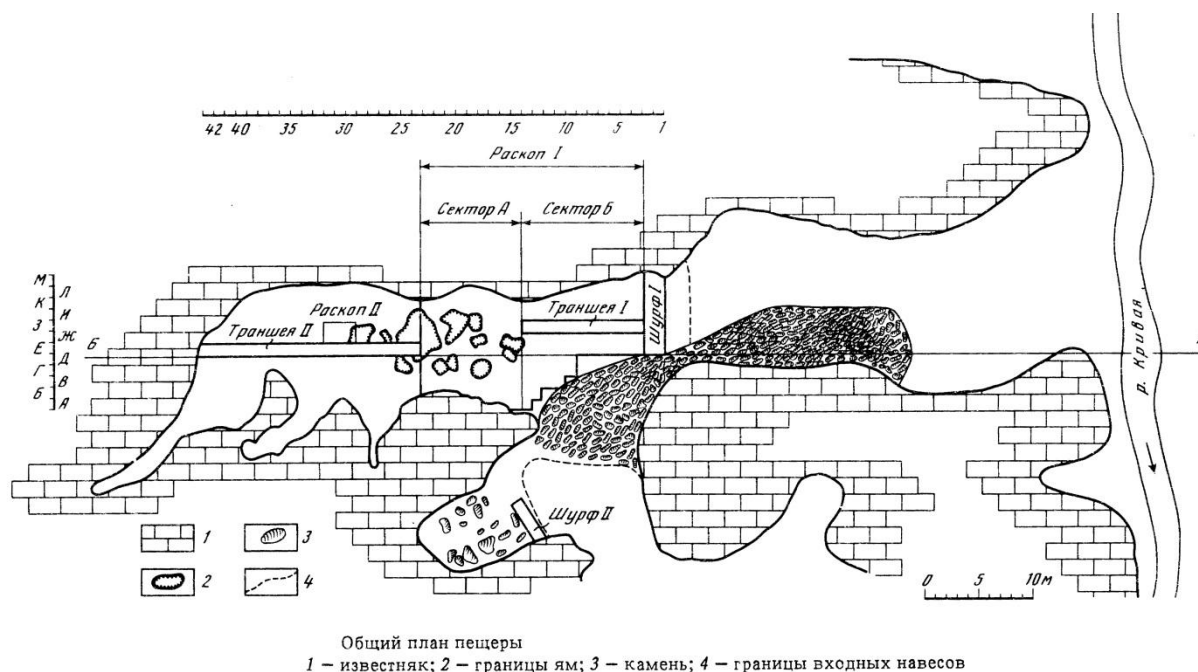 42 40 35 30 25 20 15 10 5 1
Раскоп I
Сектор А Сектор Б
М
Л
К
И
З
Ж
Е
Д
Г
В
Б
А
Б
Траншея I
Шурф I
Раскоп II
Траншея II
р. Кривая
Шурф II
1 3
2 4
0 5 10м
Общий план пещеры
1 — известняк; 2 — границы ям; 3 — камень; 4 — границы входных навесов